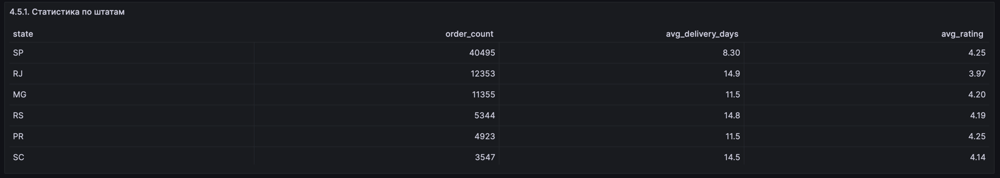 4.5.1. Статистика по штатам
state order_count avg_delivery_days avg_rating
SP 40495 8.30 4.25
RJ 12353 14.9 3.97
MG 11355 11.5 4.20
RS 5344 14.8 4.19
PR 4923 11.5 4.25
SC 3547 14.5 4.14